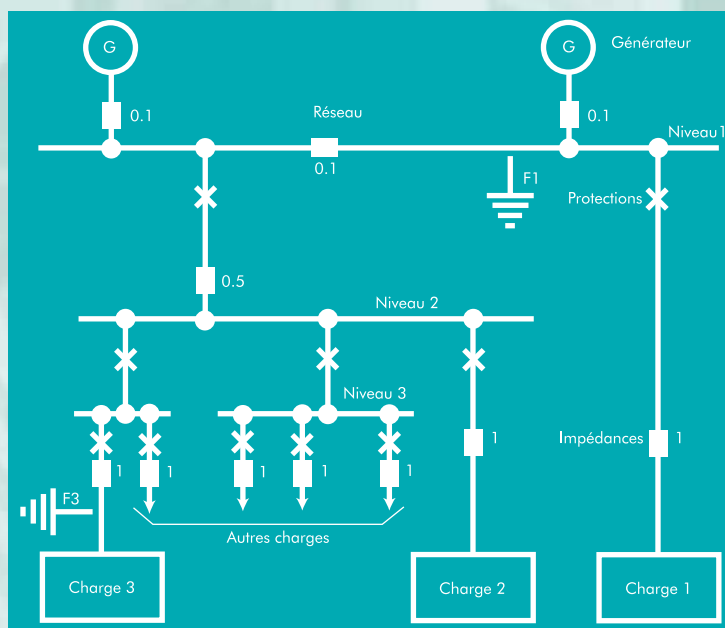 G
G
Générateur
0.1
0.1
Réseau
Niveau1
0.1
F1
Protections
0.5
Niveau 2
Niveau 3
Impédances
1
1
1
1
1
1
1
F3
Autres charges
Charge 3
Charge 2
Charge 1